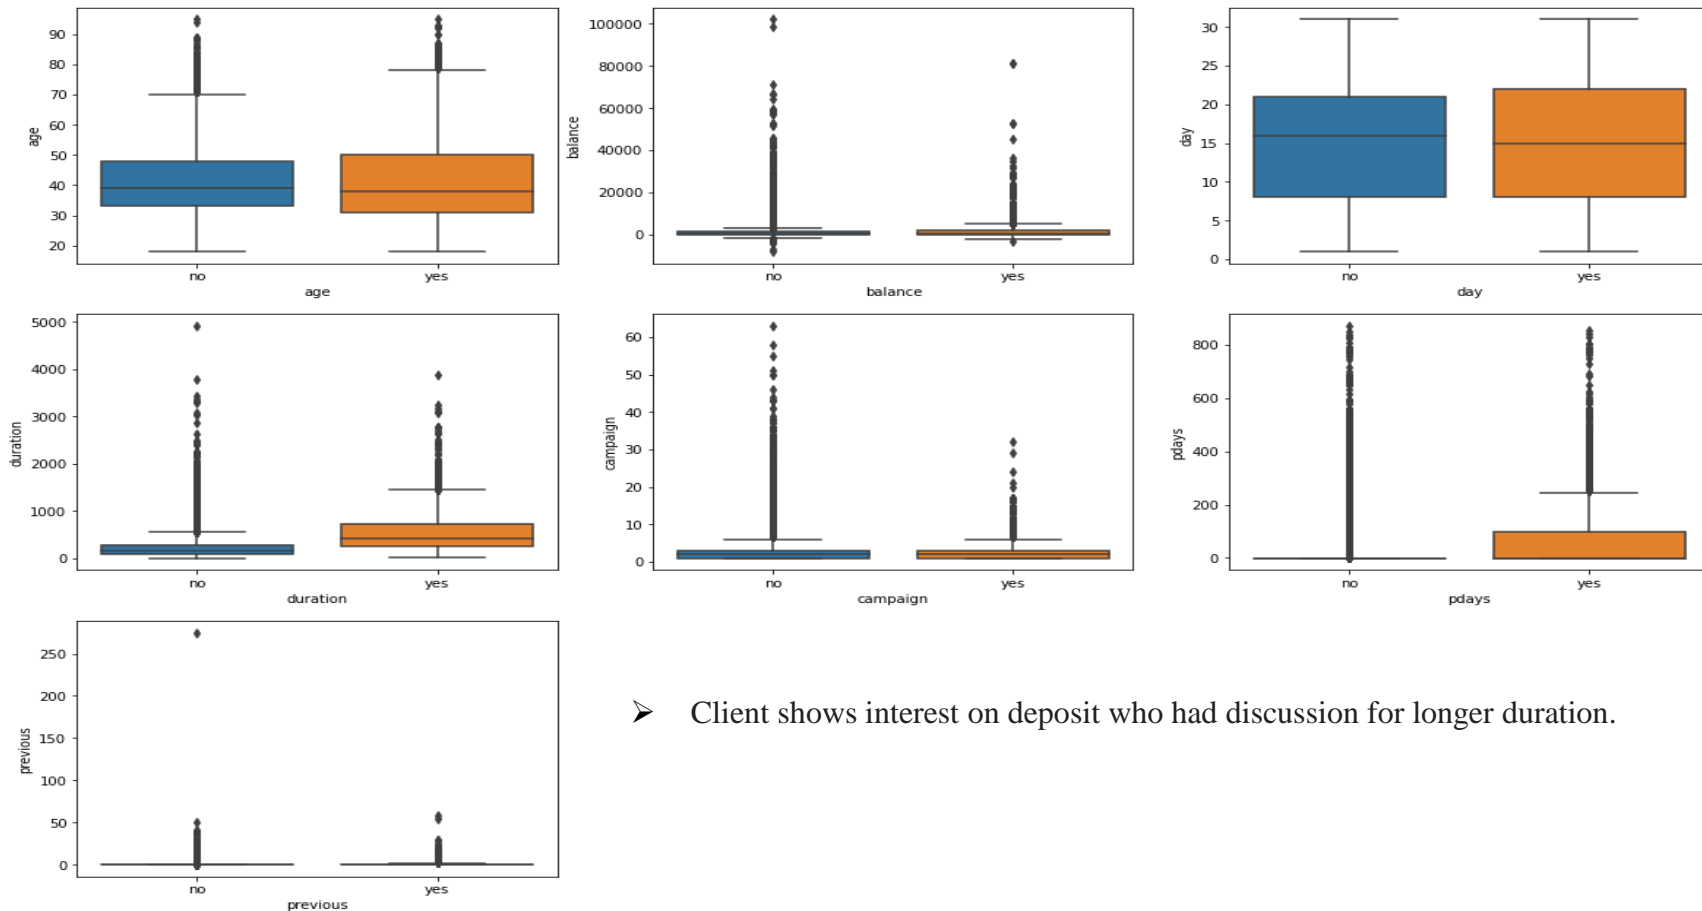 90
80
70
60
50
40
30
20
age
no yes
age
100000
80000
60000
40000
20000
0
balance
no yes
balance
30
25
20
15
10
5
0
day
no yes
day
5000
4000
3000
2000
1000
0
duration
no yes
duration
60
50
40
30
20
10
0
campaign
no yes
campaign
800
600
400
200
0
pdays
no yes
pdays
250
200
150
100
50
0
previous
no yes
previous
➢ Client shows interest on deposit who had discussion for longer duration.